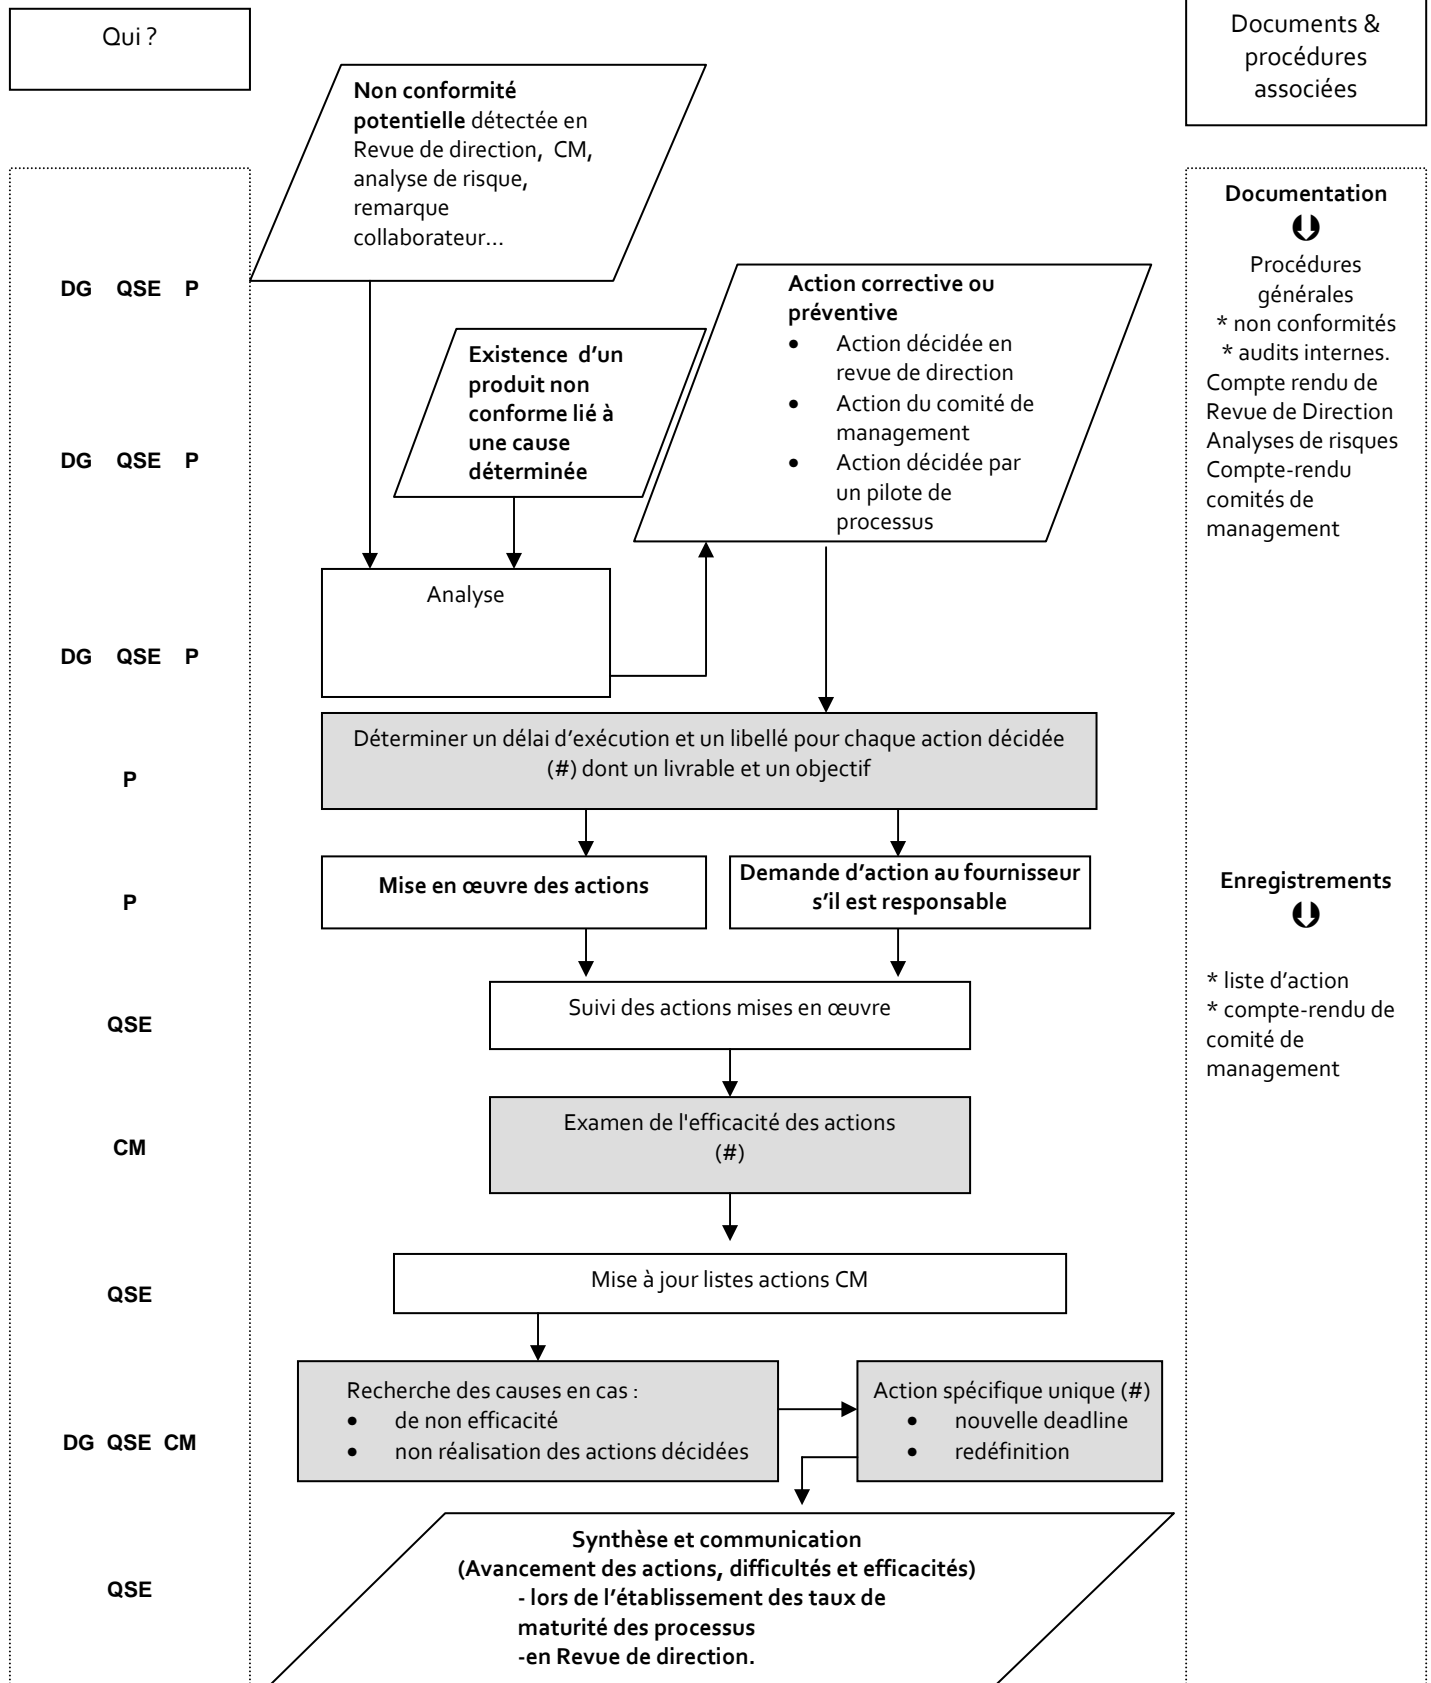 Qui ?
Documents &
procédures
associées
Non conformité
potentielle détectée en
Revue de direction, CM,
analyse de risque,
remarque
collaborateur…
Documentation
Procédures
générales
* non conformités
* audits internes.
Compte rendu de
Revue de Direction
Analyses de risques
Compte-rendu
comités de
management
DG QSE P
Action corrective ou
préventive
• Action décidée en
revue de direction
• Action du comité de
management
• Action décidée par
un pilote de
processus
Existence d’un
produit non
conforme lié à
une cause
déterminée
DG QSE P
Analyse
DG QSE P
Déterminer un délai d’exécution et un libellé pour chaque action décidée
(#) dont un livrable et un objectif
P
Mise en œuvre des actions
Demande d’action au fournisseur
s’il est responsable
P
Enregistrements
* liste d’action
* compte-rendu de
comité de
management
Suivi des actions mises en œuvre
QSE
Examen de l'efficacité des actions
(#)
CM
Mise à jour listes actions CM
QSE
Recherche des causes en cas :
• de non efficacité
• non réalisation des actions décidées
Action spécifique unique (#)
• nouvelle deadline
• redéfinition
DG QSE CM
Synthèse et communication
(Avancement des actions, difficultés et efficacités)
- lors de l’établissement des taux de
maturité des processus
-en Revue de direction.
QSE